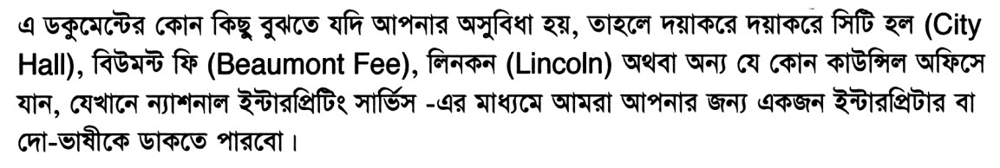 এ ডকুমেন্টের কোন কিছু বুঝতে যদি আপনার অসুবিধা হয়, তাহলে দয়াকরে দয়াকরে সিটি হল (City
Hall), বিউমন্ট ফি (Beaumont Fee), লিনকন (Lincoln) অথবা অন্য যে কোন কাউন্সিল অফিসে
যান, যেখানে ন্যাশনাল ইন্টারপ্রিটিং সার্ভিস -এর মাধ্যমে আমরা আপনার জন্য একজন ইন্টারপ্রিটার বা
দো-ভাষীকে ডাকতে পারবো।